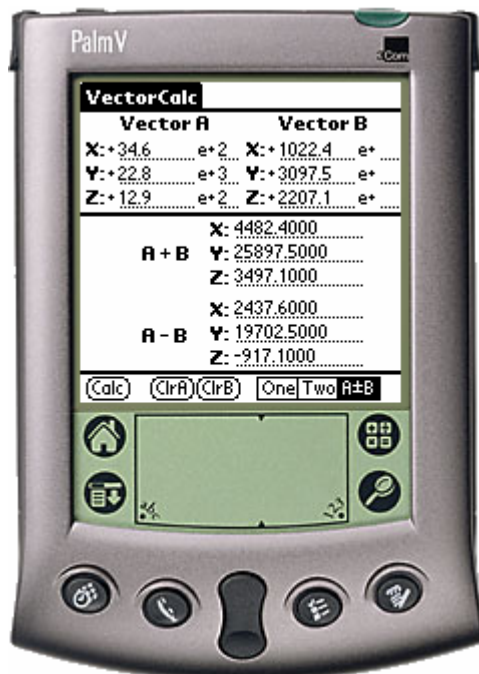 PalmV
3Com
VectorCalc
Vector A Vector B
X:+34.6 e+2 X:+1022.4 e+
Y:+22.8 e+3 Y:+3097.5 e+
Z:+12.9 e+2 Z:+2207.1 e+
X: 4482.4000
A+B Y: 25897.5000
Z: 3497.1000
X: 2437.6000
A-B Y: 19702.5000
Z: -917.1000
Calc ClrA ClrB One Two A±B
123